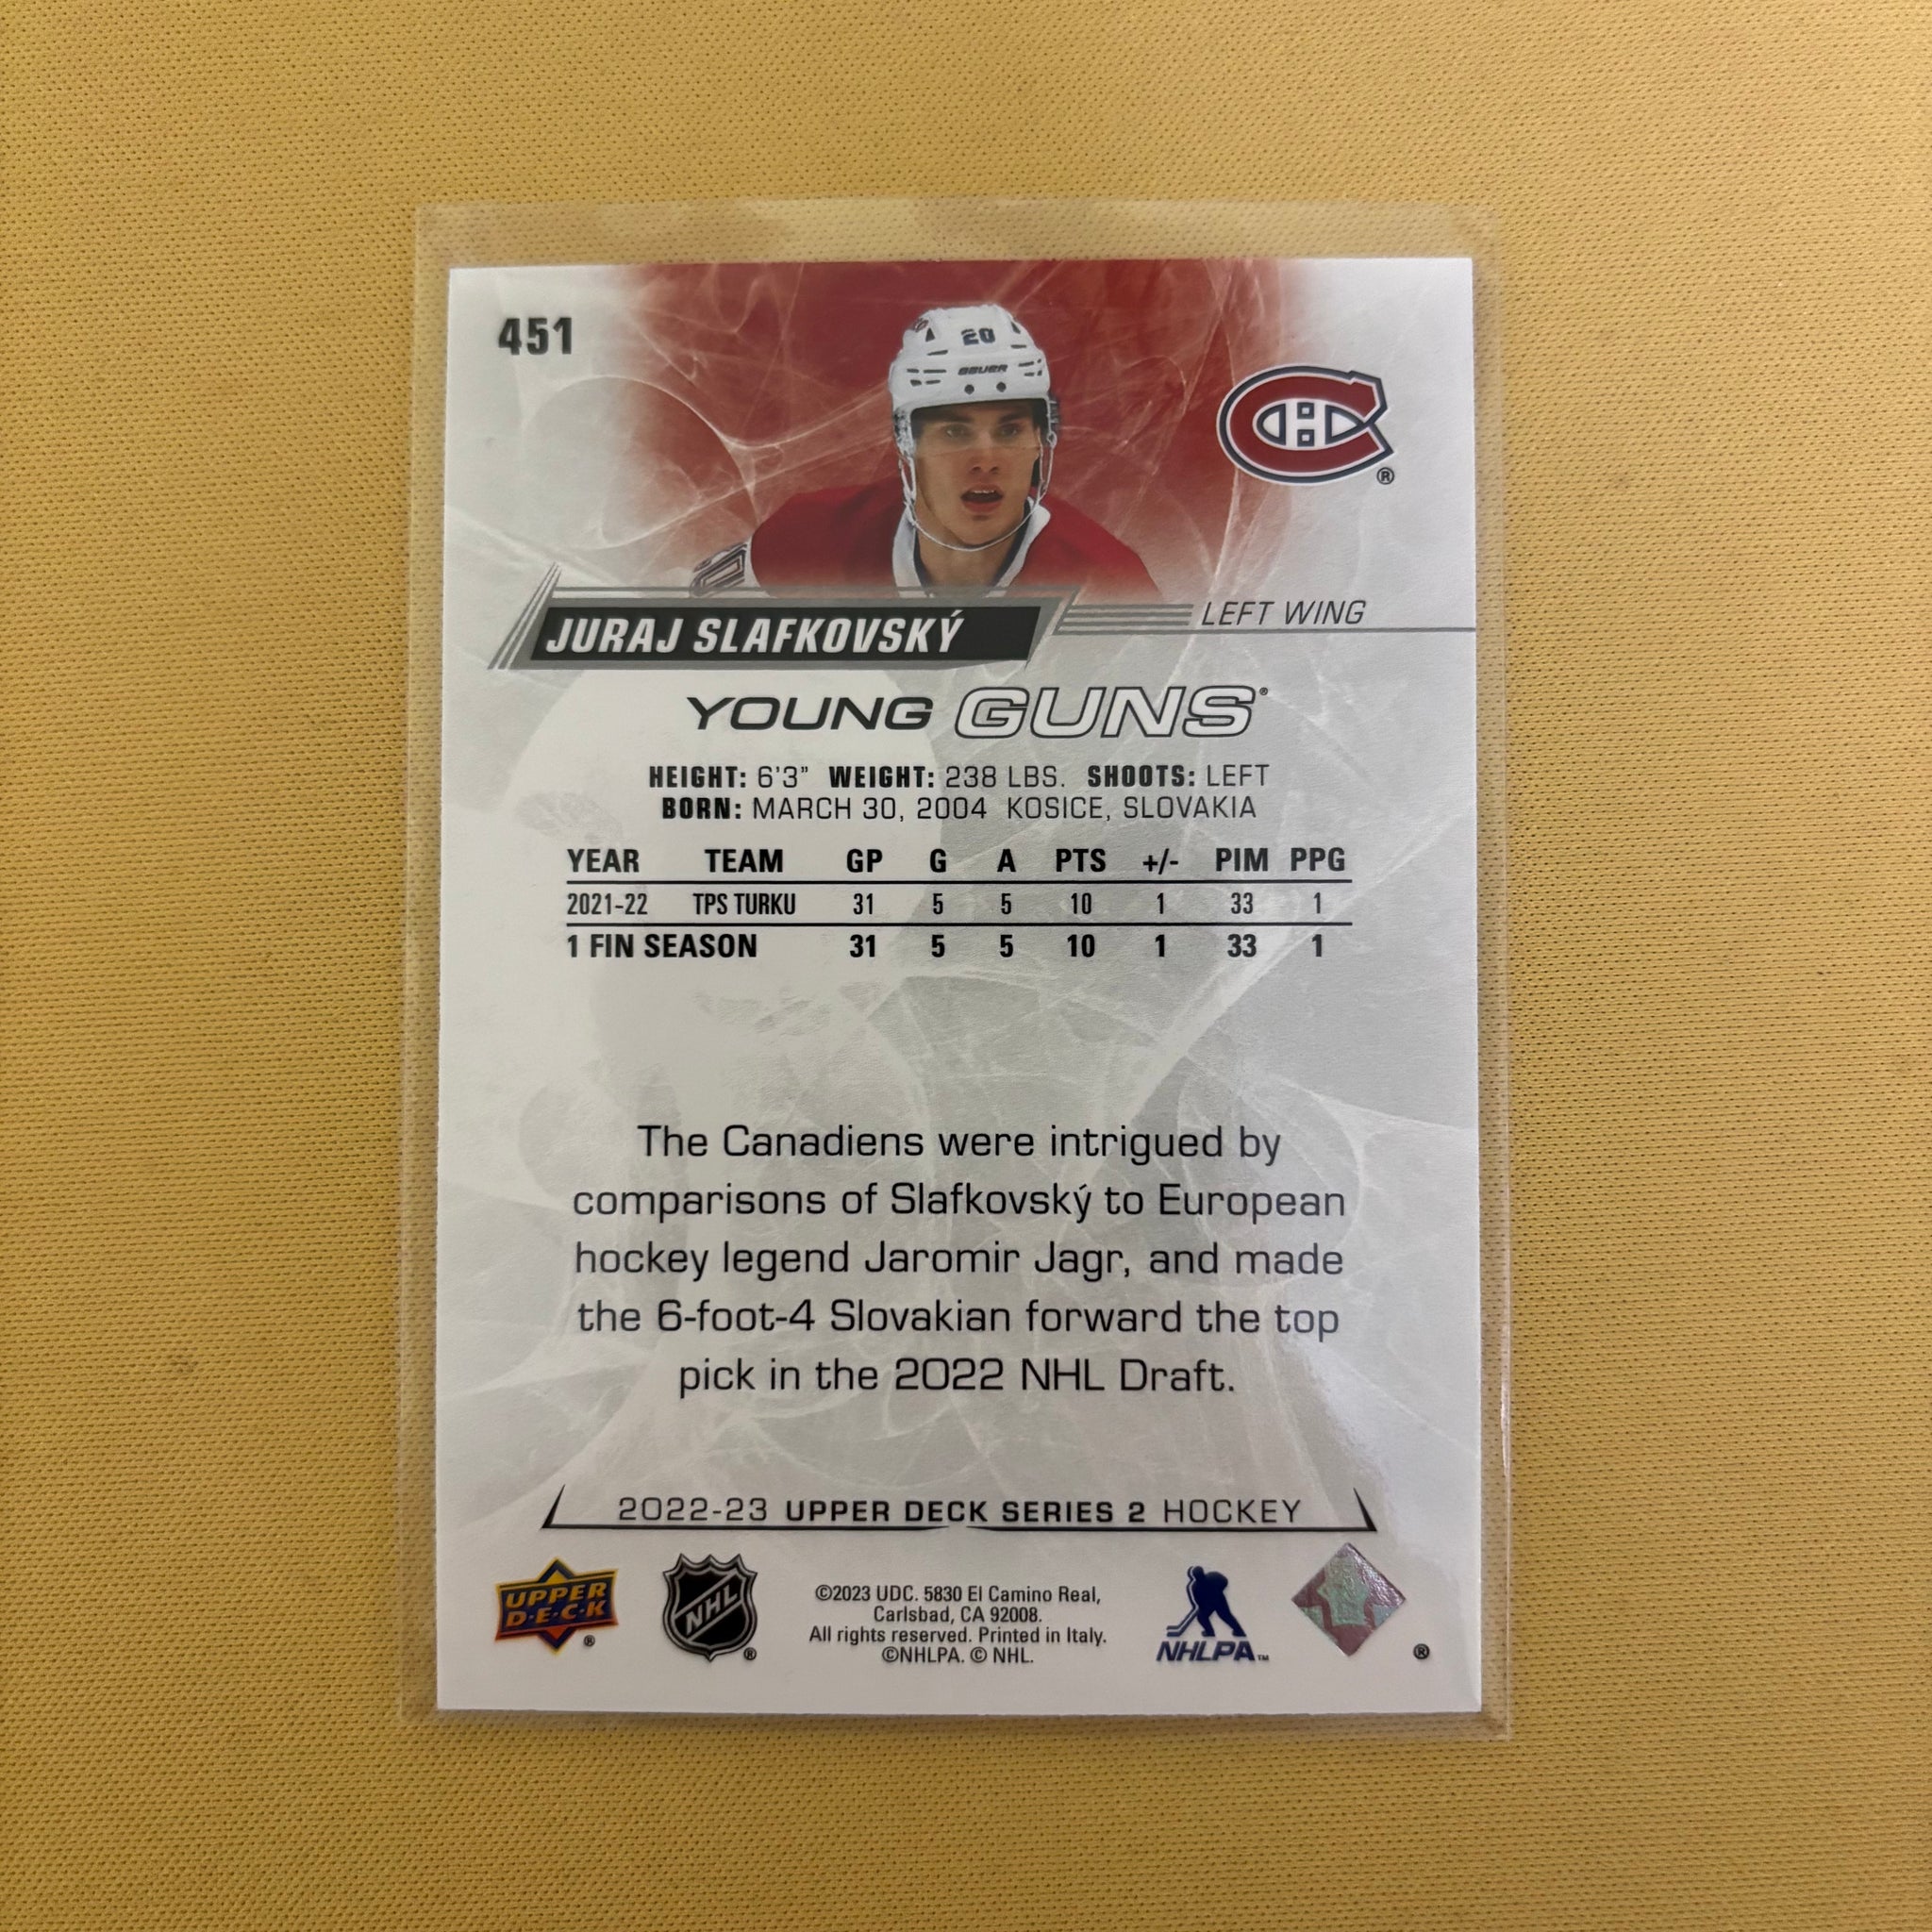 451
20
BAUER
®
JURAJ SLAFKOVSKÝ
LEFT WING
YOUNG GUNS®
HEIGHT: 6'3" WEIGHT: 238 LBS. SHOOTS: LEFT
BORN: MARCH 30, 2004 KOSICE, SLOVAKIA
YEAR TEAM GP G A PTS +/- PIM PPG
2021-22 TPS TURKU 31 5 5 10 1 33 1
1 FIN SEASON 31 5 5 10 1 33 1
The Canadiens were intrigued by
comparisons of Slafkovský to European
hockey legend Jaromir Jagr, and made
the 6-foot-4 Slovakian forward the top
pick in the 2022 NHL Draft.
2022-23 UPPER DECK SERIES 2 HOCKEY
UPPER
D·E·C·K
®
NHL
®
©2023 UDC. 5830 El Camino Real,
Carlsbad, CA 92008.
All rights reserved. Printed in Italy.
©NHLPA. © NHL.
NHLPA™
®